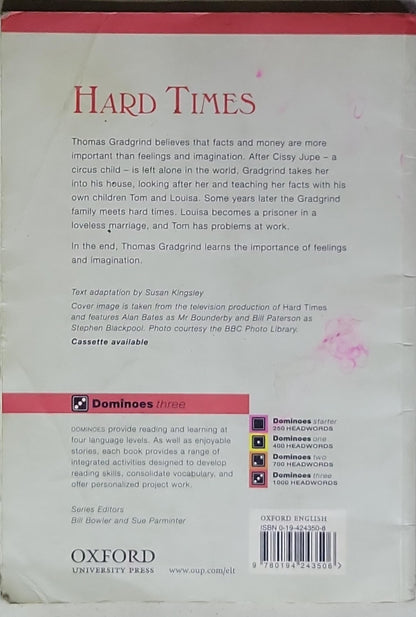 HARD TIMES
Thomas Gradgrind believes that facts and money are more
important than feelings and imagination. After Cissy Jupe – a
circus child – is left alone in the world, Gradgrind takes her
into his house, looking after her and teaching her facts with his
own children Tom and Louisa. Some years later the Gradgrind
family meets hard times. Louisa becomes a prisoner in a
loveless marriage, and Tom has problems at work.
In the end, Thomas Gradgrind learns the importance of feelings
and imagination.
Text adaptation by Susan Kingsley
Cover image is taken from the television production of Hard Times
and features Alan Bates as Mr Bounderby and Bill Paterson as
Stephen Blackpool. Photo courtesy the BBC Photo Library.
Cassette available
Dominoes three
DOMINOES provide reading and learning at
four language levels. As well as enjoyable
stories, each book provides a range of
integrated activities designed to develop
reading skills, consolidate vocabulary, and
offer personalized project work.
Series Editors
Bill Bowler and Sue Parminter
Dominoes starter
250 HEADWORDS
Dominoes one
400 HEADWORDS
Dominoes two
700 HEADWORDS
Dominoes three
1000 HEADWORDS
OXFORD
UNIVERSITY PRESS
www.oup.com/elt
OXFORD ENGLISH
ISBN 0-19-424350-8
9 780194 243506